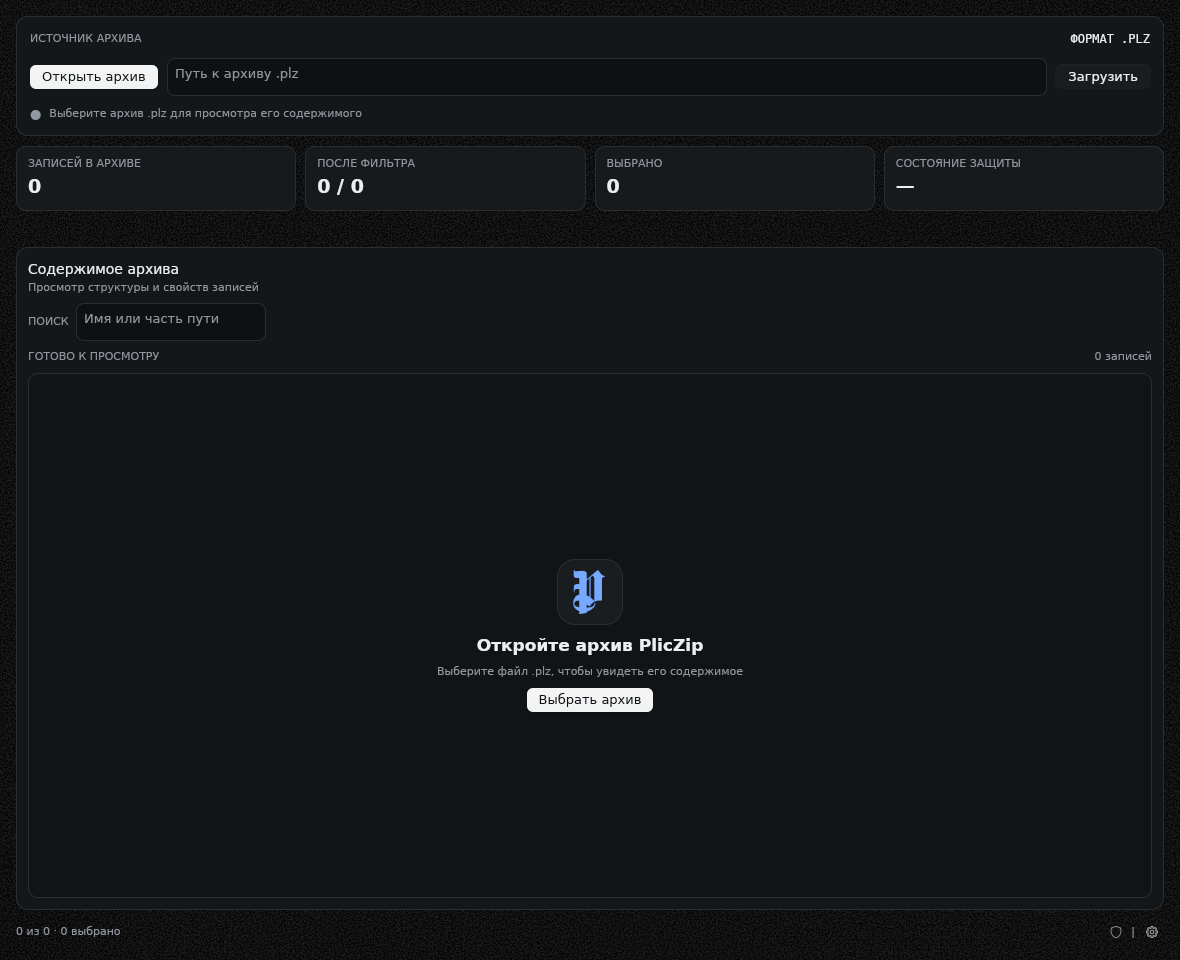 ИСТОЧНИК АРХИВА
ФОРМАТ .PLZ
Открыть архив
Путь к архиву .plz
Загрузить
Выберите архив .plz для просмотра его содержимого
ЗАПИСЕЙ В АРХИВЕ
0
ПОСЛЕ ФИЛЬТРА
0 / 0
ВЫБРАНО
0
СОСТОЯНИЕ ЗАЩИТЫ
—
Содержимое архива
Просмотр структуры и свойств записей
ПОИСК
Имя или часть пути
ГОТОВО К ПРОСМОТРУ
0 записей
Откройте архив PlicZip
Выберите файл .plz, чтобы увидеть его содержимое
Выбрать архив
0 из 0 · 0 выбрано
|